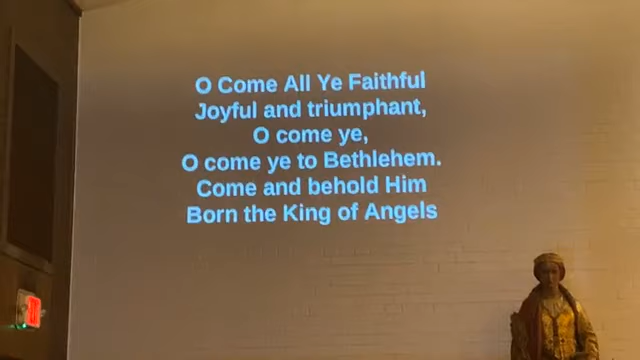 O Come All Ye Faithful
Joyful and triumphant,
O come ye,
O come ye to Bethlehem.
Come and behold Him
Born the King of Angels